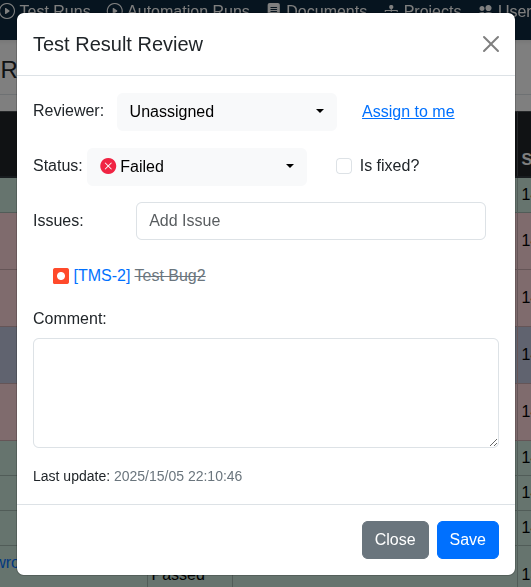 Test Runs Automation Runs Documents Projects User
Test Result Review
Reviewer: Unassigned Assign to me
Status: Failed Is fixed?
Issues: Add Issue
[TMS-2] Test Bug2
Comment:
Last update: 2025/15/05 22:10:46
Close Save
Passed